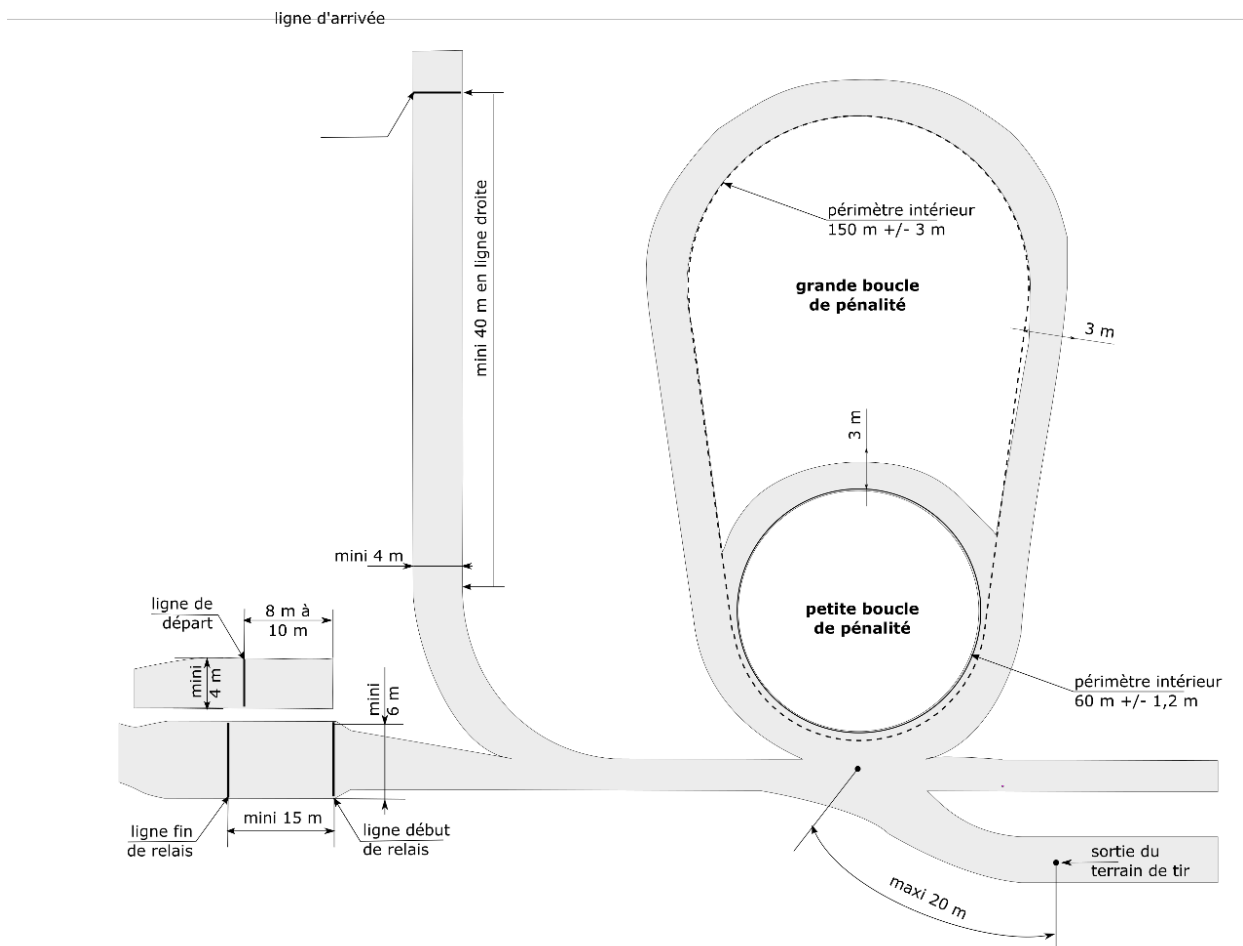 ligne d'arrivée
mini 40 m en ligne droite
périmètre intérieur
150 m +/- 3 m
grande boucle
de pénalité
3 m
3 m
mini 4 m
ligne de
départ
8 m à
10 m
mini
4 m
mini
6 m
petite boucle
de pénalité
périmètre intérieur
60 m +/- 1,2 m
ligne fin
de relais
mini 15 m
ligne début
de relais
sortie du
terrain de tir
maxi 20 m